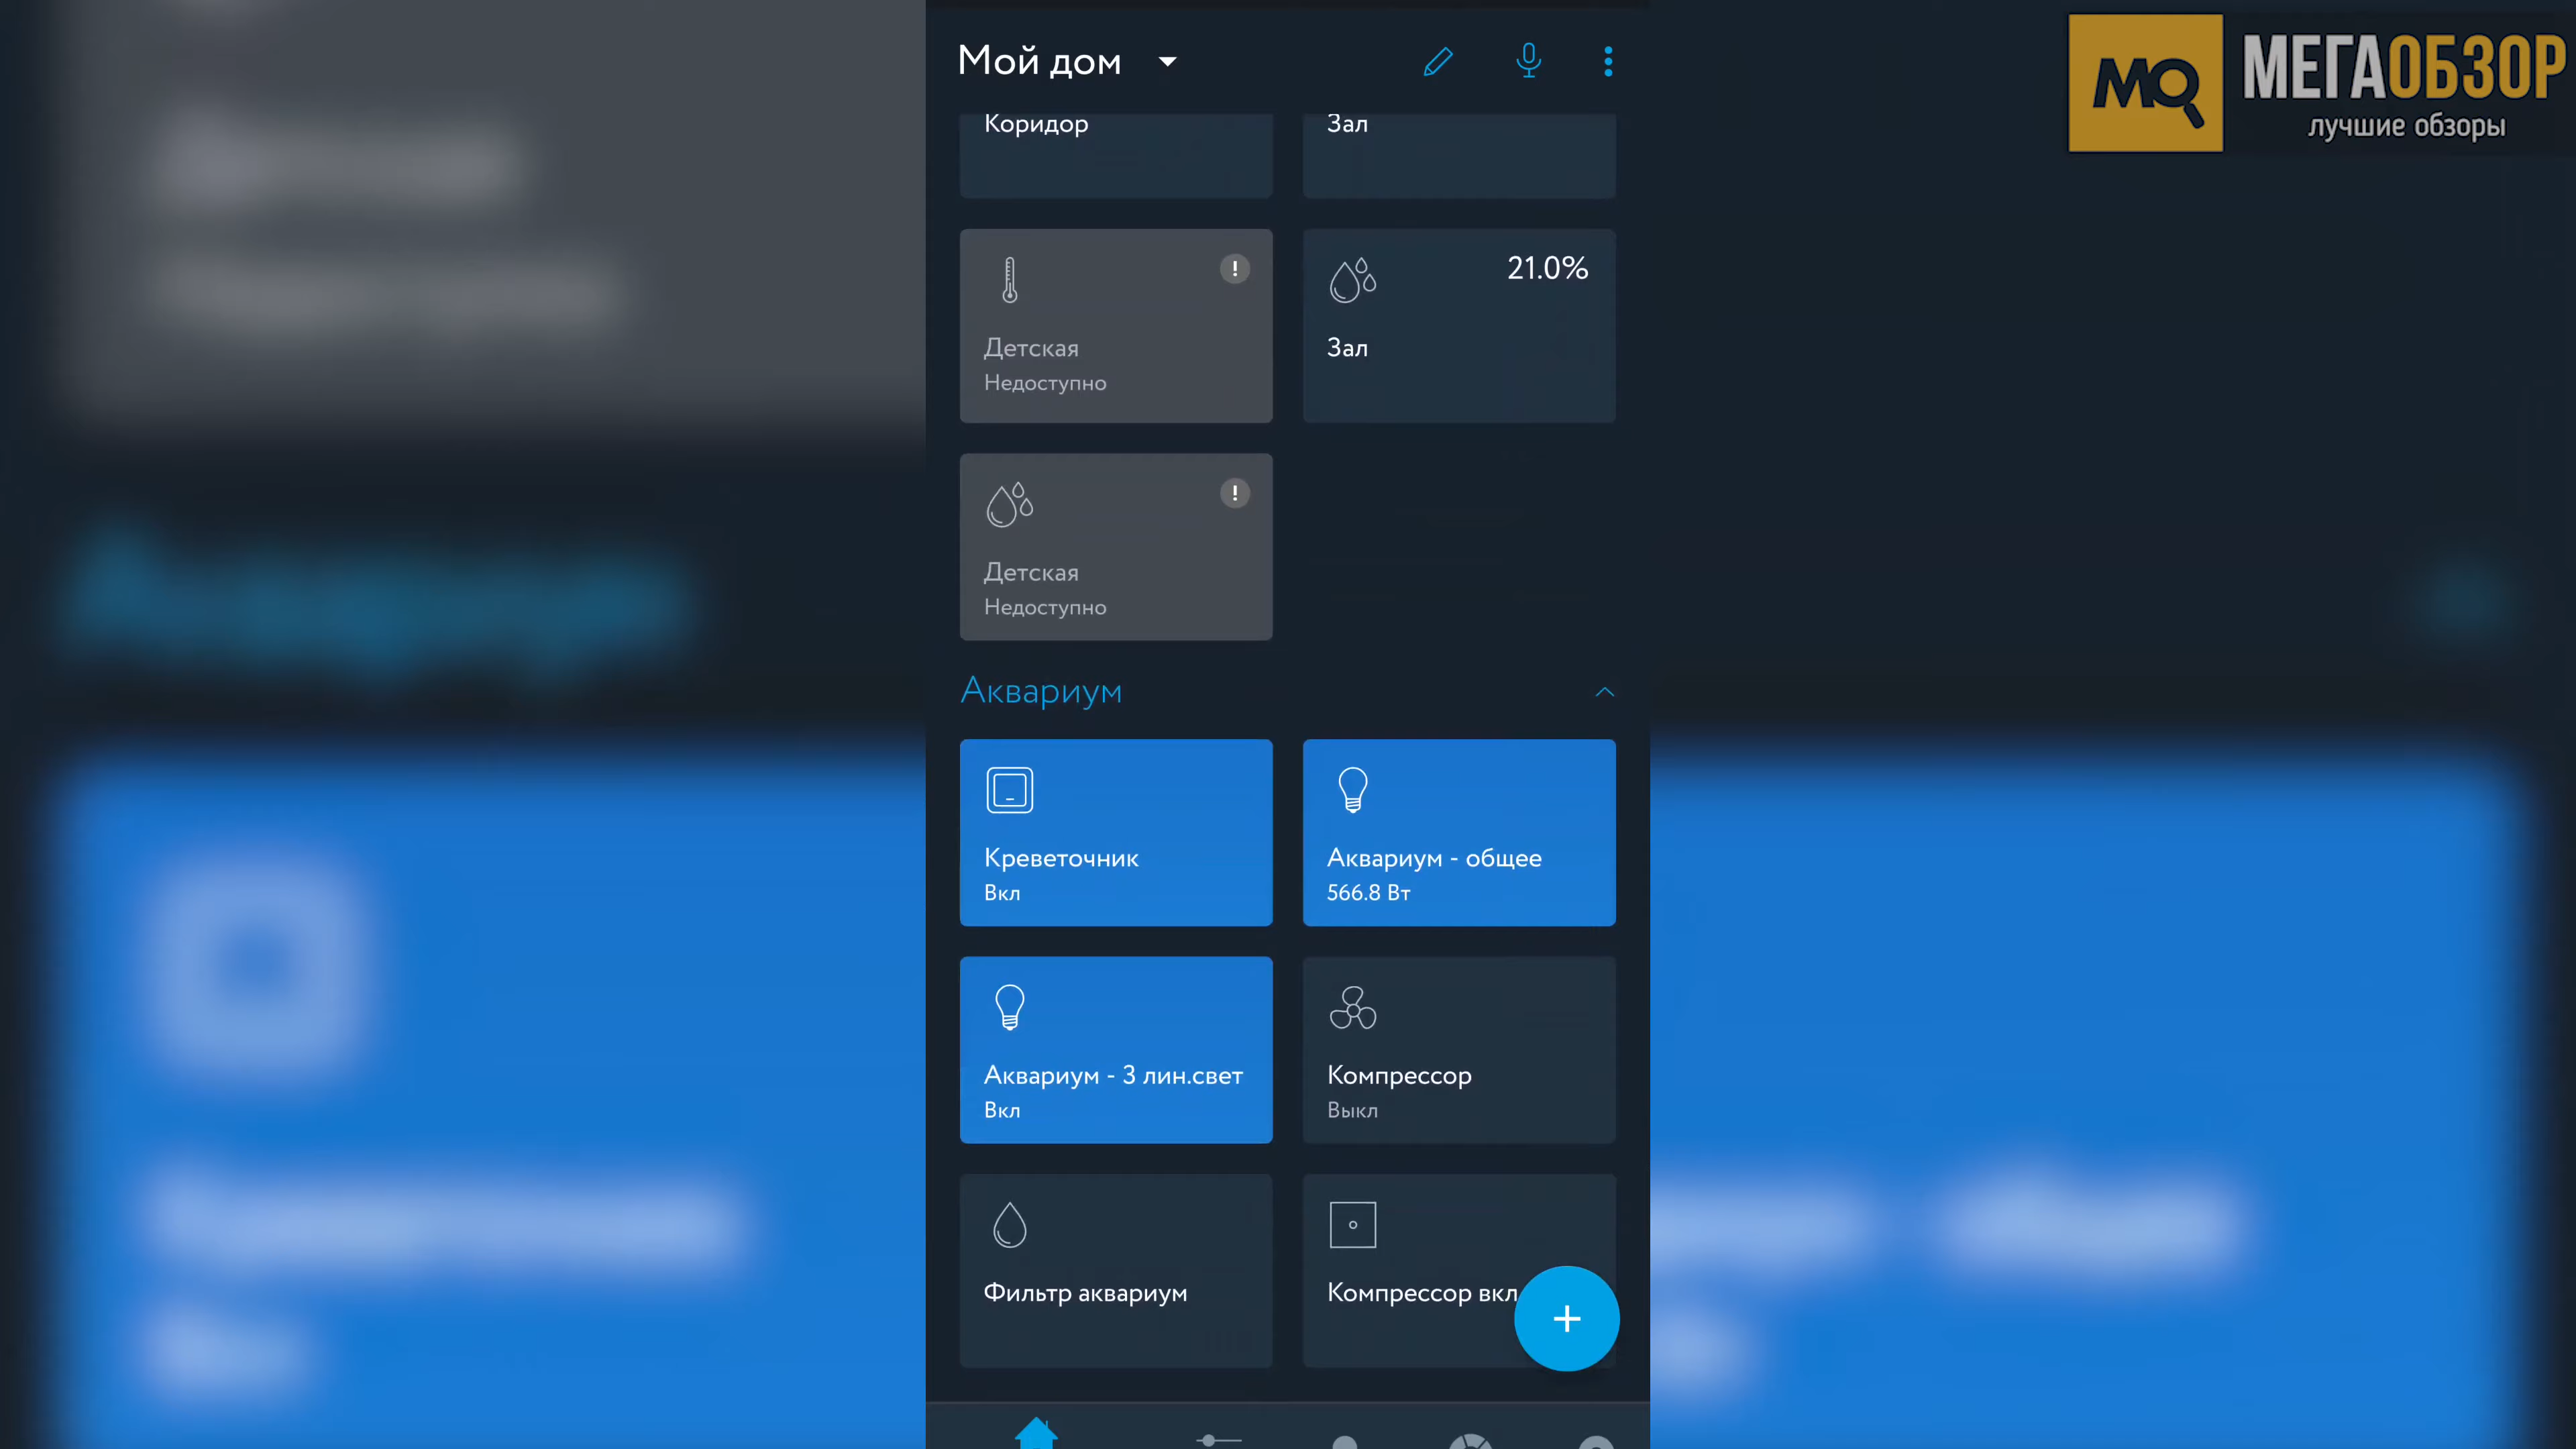 Мой дом
МЕГАОБЗОР
лучшие обзоры
Коридор
Зал
21.0%
Детская
Недоступно
Зал
Детская
Недоступно
Аквариум
Креветочник
Вкл
Аквариум - общее
566.8 Вт
Аквариум - 3 лин.свет
Вкл
Компрессор
Выкл
Фильтр аквариум
Компрессор вкл